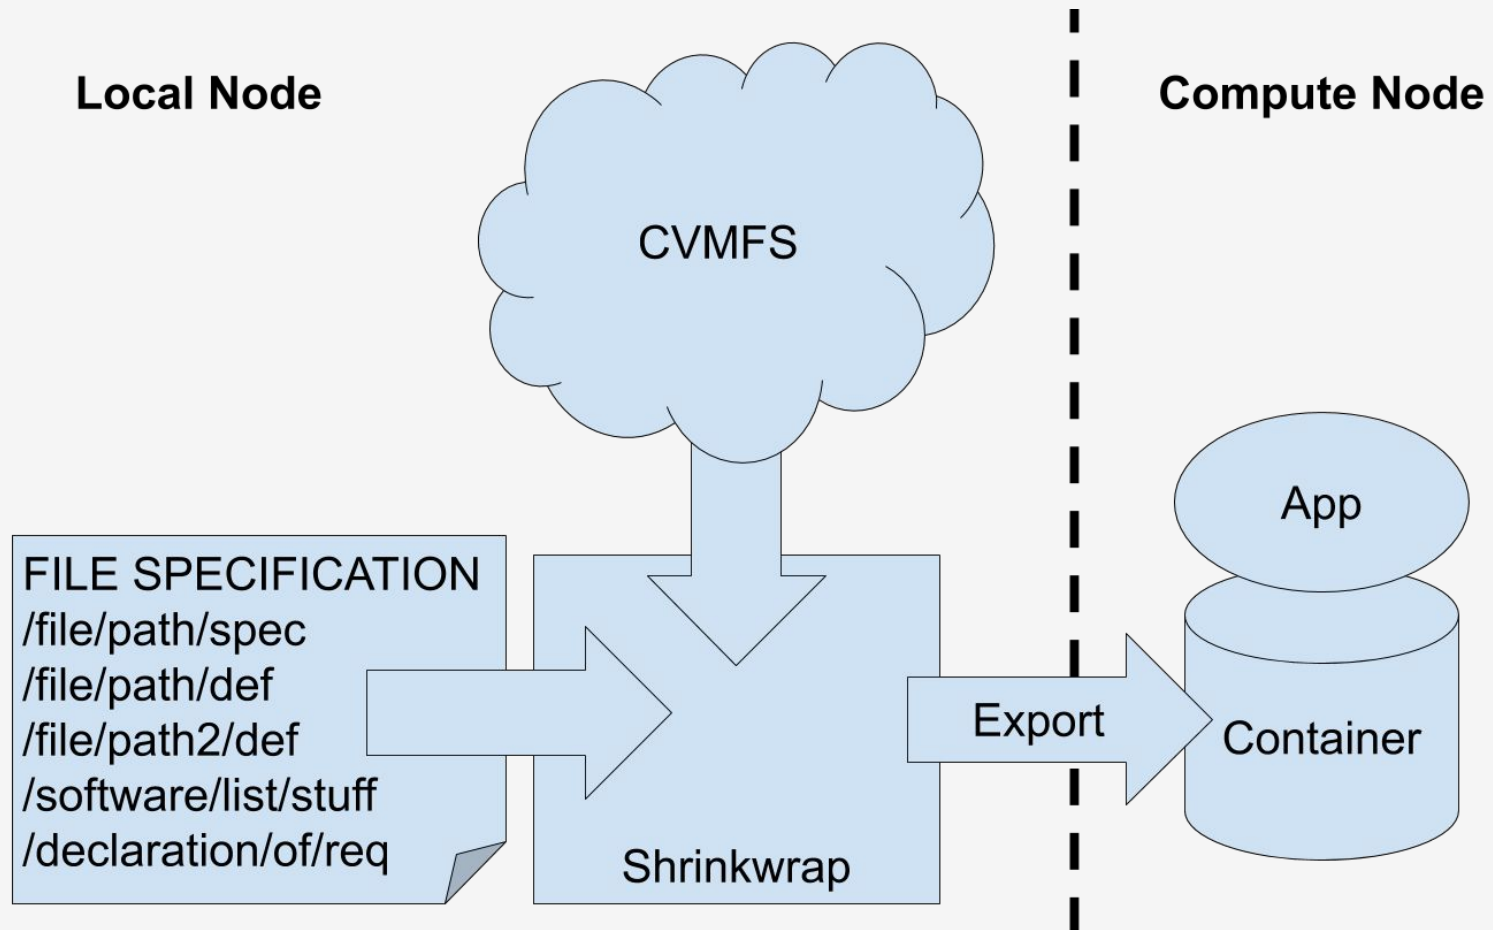 Local Node
Compute Node
CVMFS
FILE SPECIFICATION
/file/path/spec
/file/path/def
/file/path2/def
/software/list/stuff
/declaration/of/req
Shrinkwrap
Export
App
Container